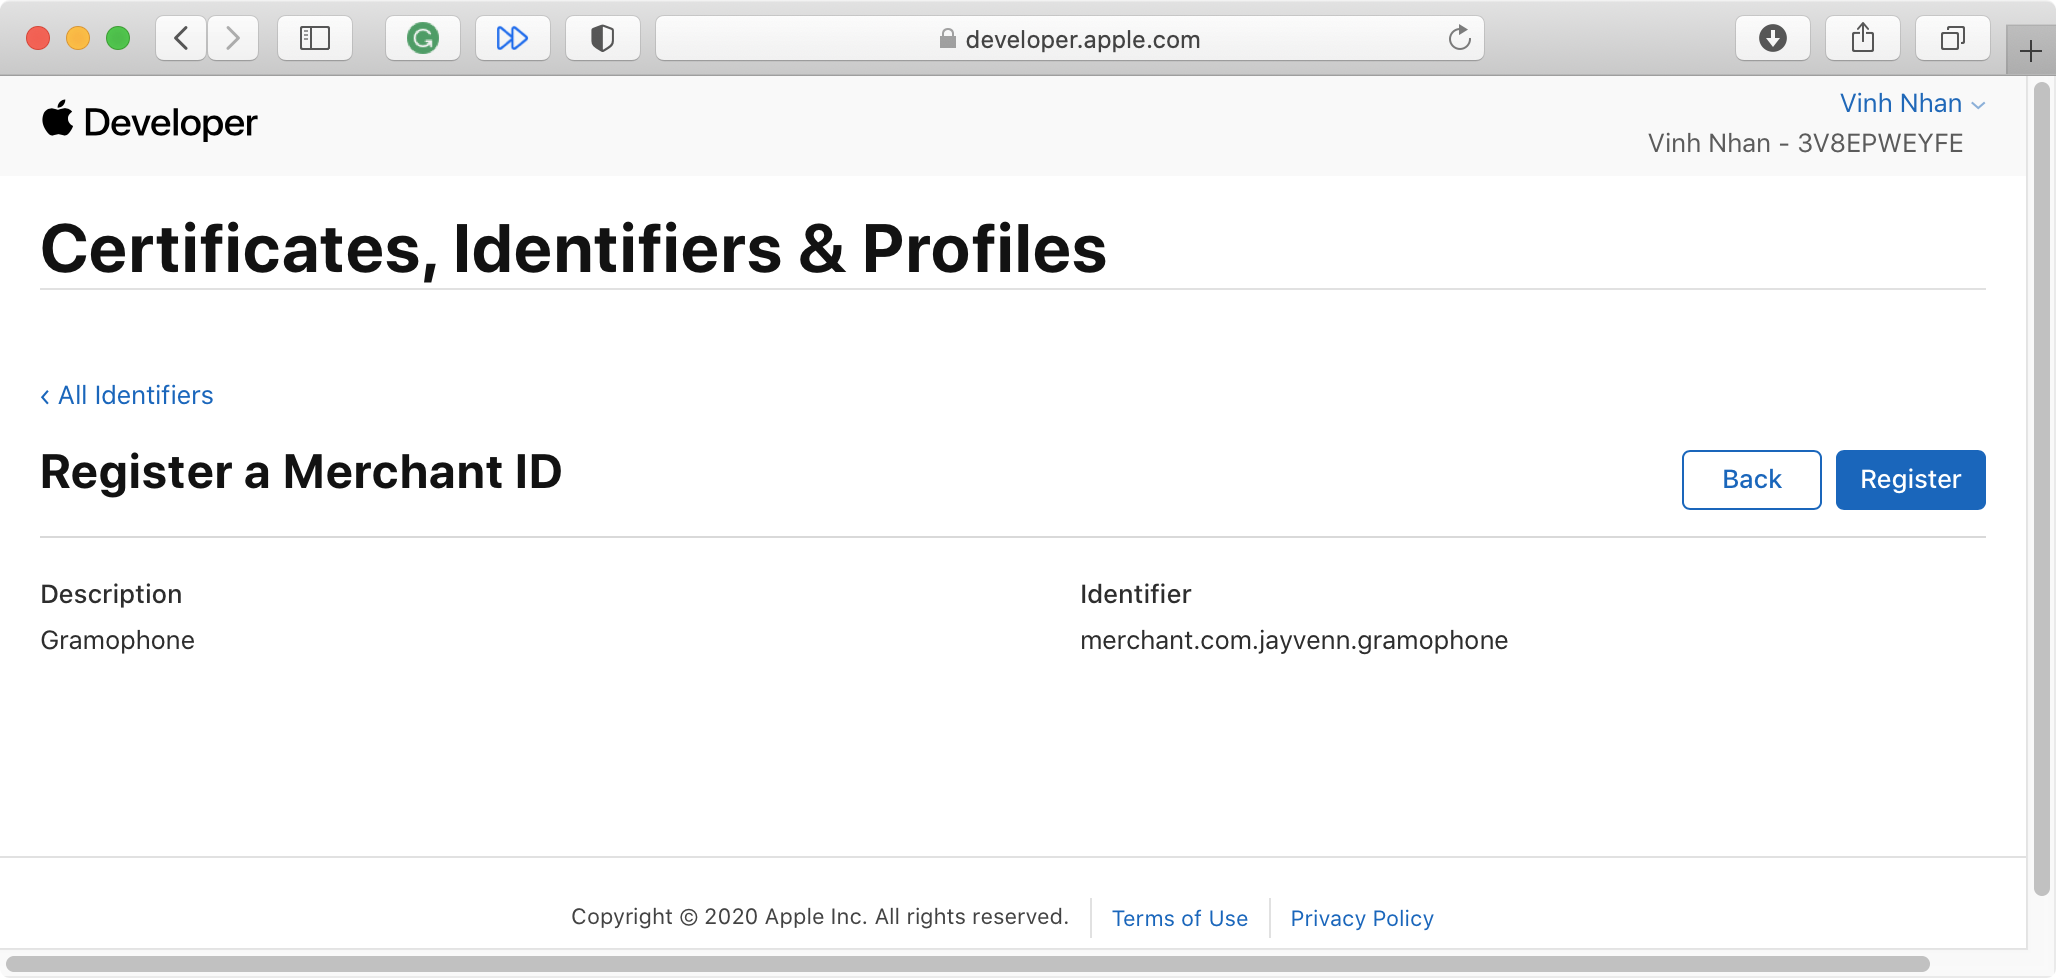 developer.apple.com
Developer
Vinh Nhan
Vinh Nhan - 3V8EPWEYFE
Certificates, Identifiers & Profiles
‹ All Identifiers
Register a Merchant ID
Back
Register
Description
Identifier
Gramophone
merchant.com.jayvenn.gramophone
Copyright © 2020 Apple Inc. All rights reserved.
Terms of Use
Privacy Policy